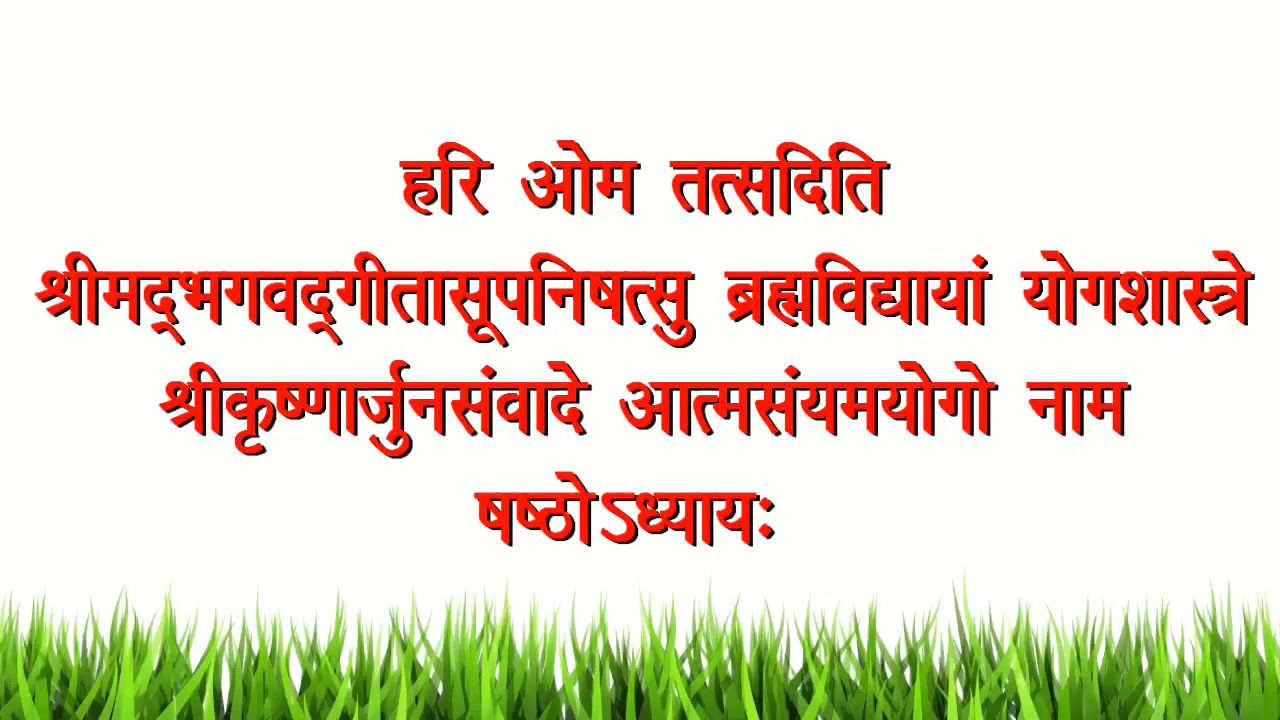 हरि ओम तत्सदिति
श्रीमद्‌भगवद्‌गीतासूपनिषत्सु ब्रह्मविद्यायां योगशास्त्रे
श्रीकृष्णार्जुनसंवादे आत्मसंयमयोगो नाम
षष्ठोऽध्यायः